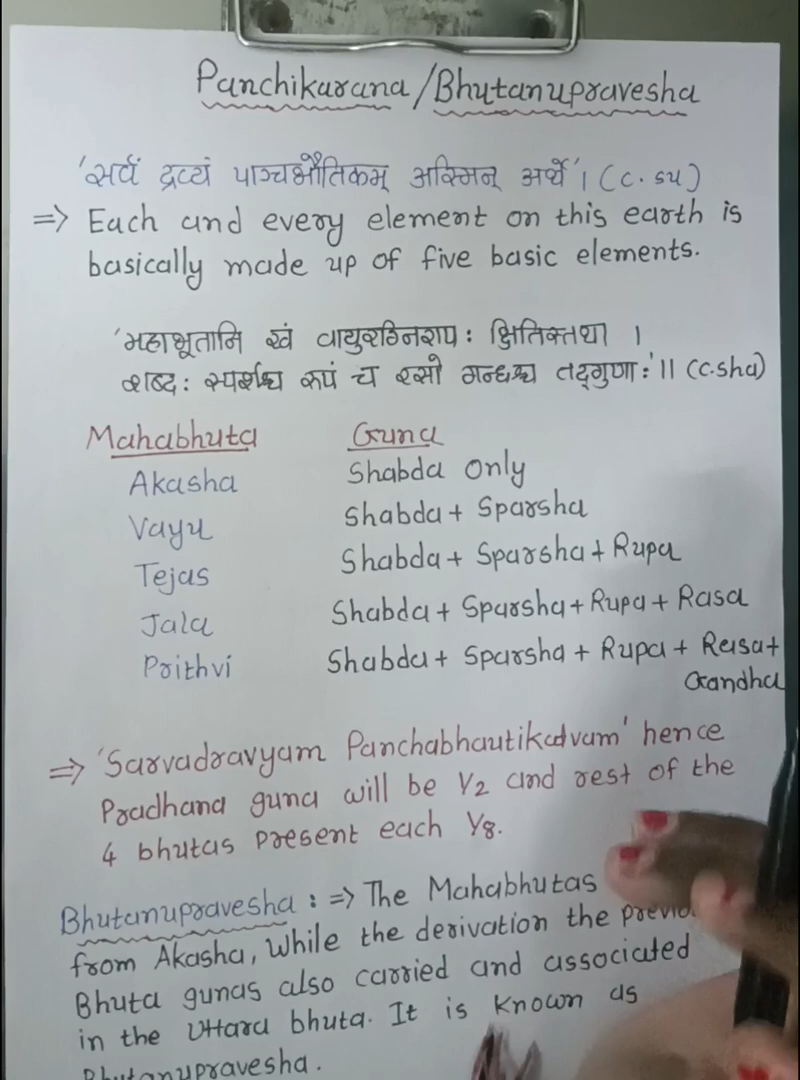 Panchikarana/Bhutanupravesha
'सर्वं द्रव्यं पाञ्चभौतिकम् अस्मिन् अर्थे'। (C.su)
=> Each and every element on this earth is
basically made up of five basic elements.
'महाभूतानि खं वायुरग्निरापः क्षितिस्तथा ।
शब्दः स्पर्शश्च रूपं च रसो गन्धश्च तद्गुणाः'॥ (C.sha)
Mahabhuta Guna
Akasha Shabda Only
Vayu Shabda + Sparsha
Tejas Shabda + Sparsha + Rupa
Jala Shabda + Sparsha + Rupa + Rasa
Prithvi Shabda + Sparsha + Rupa + Rasa +
Gandha
=> 'Sarvadravyam Panchabhautikatvam' hence
Pradhana guna will be 1/2 and rest of the
4 bhutas present each 1/8.
Bhutanupravesha : => The Mahabhutas
from Akasha, while the derivation the
Bhuta gunas also carried and associated
in the Uttara bhuta. It is known as
Bhutanupravesha.